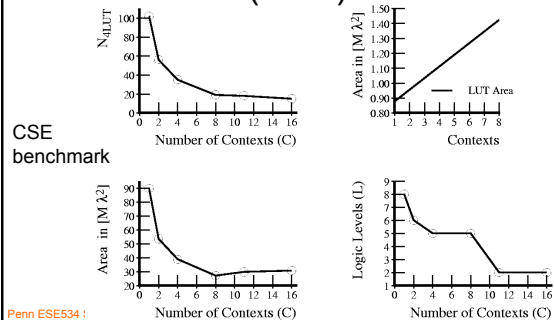 N4LUT
100
80
60
40
20
0
0 2 4 6 8 10 12 14 16
Number of Contexts (C)
Area in [M λ²]
1.50
1.40
1.30
1.20
1.10
1.00
0.90
0.80
LUT Area
1 2 3 4 5 6 7 8
Contexts
CSE
benchmark
Area in [M λ²]
90
80
70
60
50
40
30
20
0 2 4 6 8 10 12 14 16
Number of Contexts (C)
Logic Levels (L)
9
8
7
6
5
4
3
2
1
0 2 4 6 8 10 12 14 16
Number of Contexts (C)
Penn ESE534